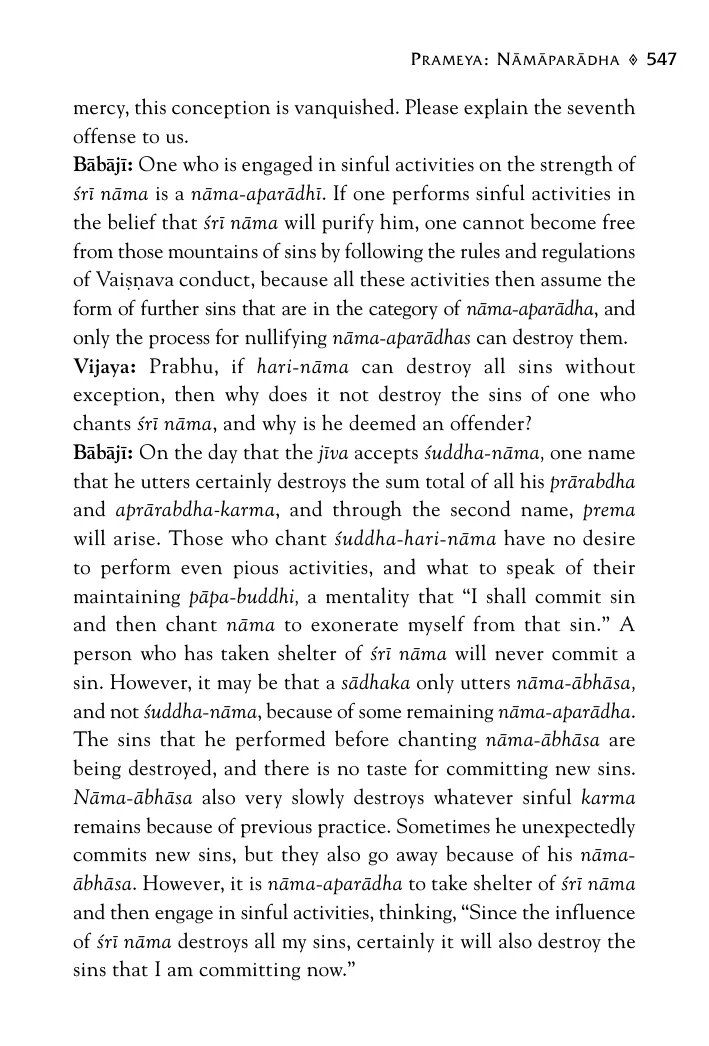 Prameya: Nāmāparādha ◊ 547
mercy, this conception is vanquished. Please explain the seventh
offense to us.
Bābājī: One who is engaged in sinful activities on the strength of
śrī nāma is a nāma-aparādhī. If one performs sinful activities in
the belief that śrī nāma will purify him, one cannot become free
from those mountains of sins by following the rules and regulations
of Vaiṣṇava conduct, because all these activities then assume the
form of further sins that are in the category of nāma-aparādha, and
only the process for nullifying nāma-aparādhas can destroy them.
Vijaya: Prabhu, if hari-nāma can destroy all sins without
exception, then why does it not destroy the sins of one who
chants śrī nāma, and why is he deemed an offender?
Bābājī: On the day that the jīva accepts śuddha-nāma, one name
that he utters certainly destroys the sum total of all his prārabdha
and aprārabdha-karma, and through the second name, prema
will arise. Those who chant śuddha-hari-nāma have no desire
to perform even pious activities, and what to speak of their
maintaining pāpa-buddhi, a mentality that “I shall commit sin
and then chant nāma to exonerate myself from that sin.” A
person who has taken shelter of śrī nāma will never commit a
sin. However, it may be that a sādhaka only utters nāma-ābhāsa,
and not śuddha-nāma, because of some remaining nāma-aparādha.
The sins that he performed before chanting nāma-ābhāsa are
being destroyed, and there is no taste for committing new sins.
Nāma-ābhāsa also very slowly destroys whatever sinful karma
remains because of previous practice. Sometimes he unexpectedly
commits new sins, but they also go away because of his nāma-
ābhāsa. However, it is nāma-aparādha to take shelter of śrī nāma
and then engage in sinful activities, thinking, “Since the influence
of śrī nāma destroys all my sins, certainly it will also destroy the
sins that I am committing now.”